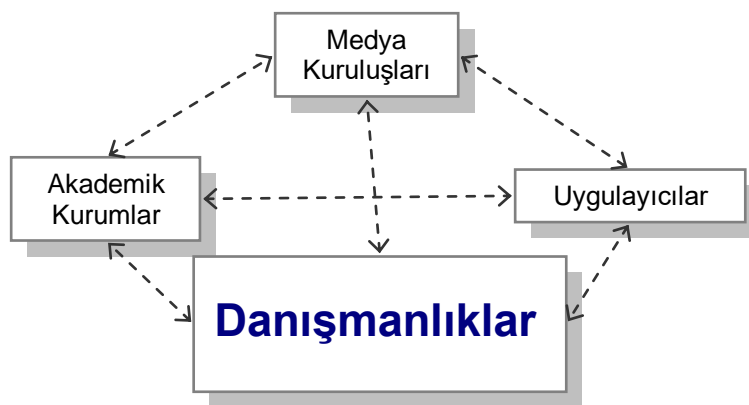 Medya
Kuruluşları
Akademik
Kurumlar
Uygulayıcılar
Danışmanlıklar